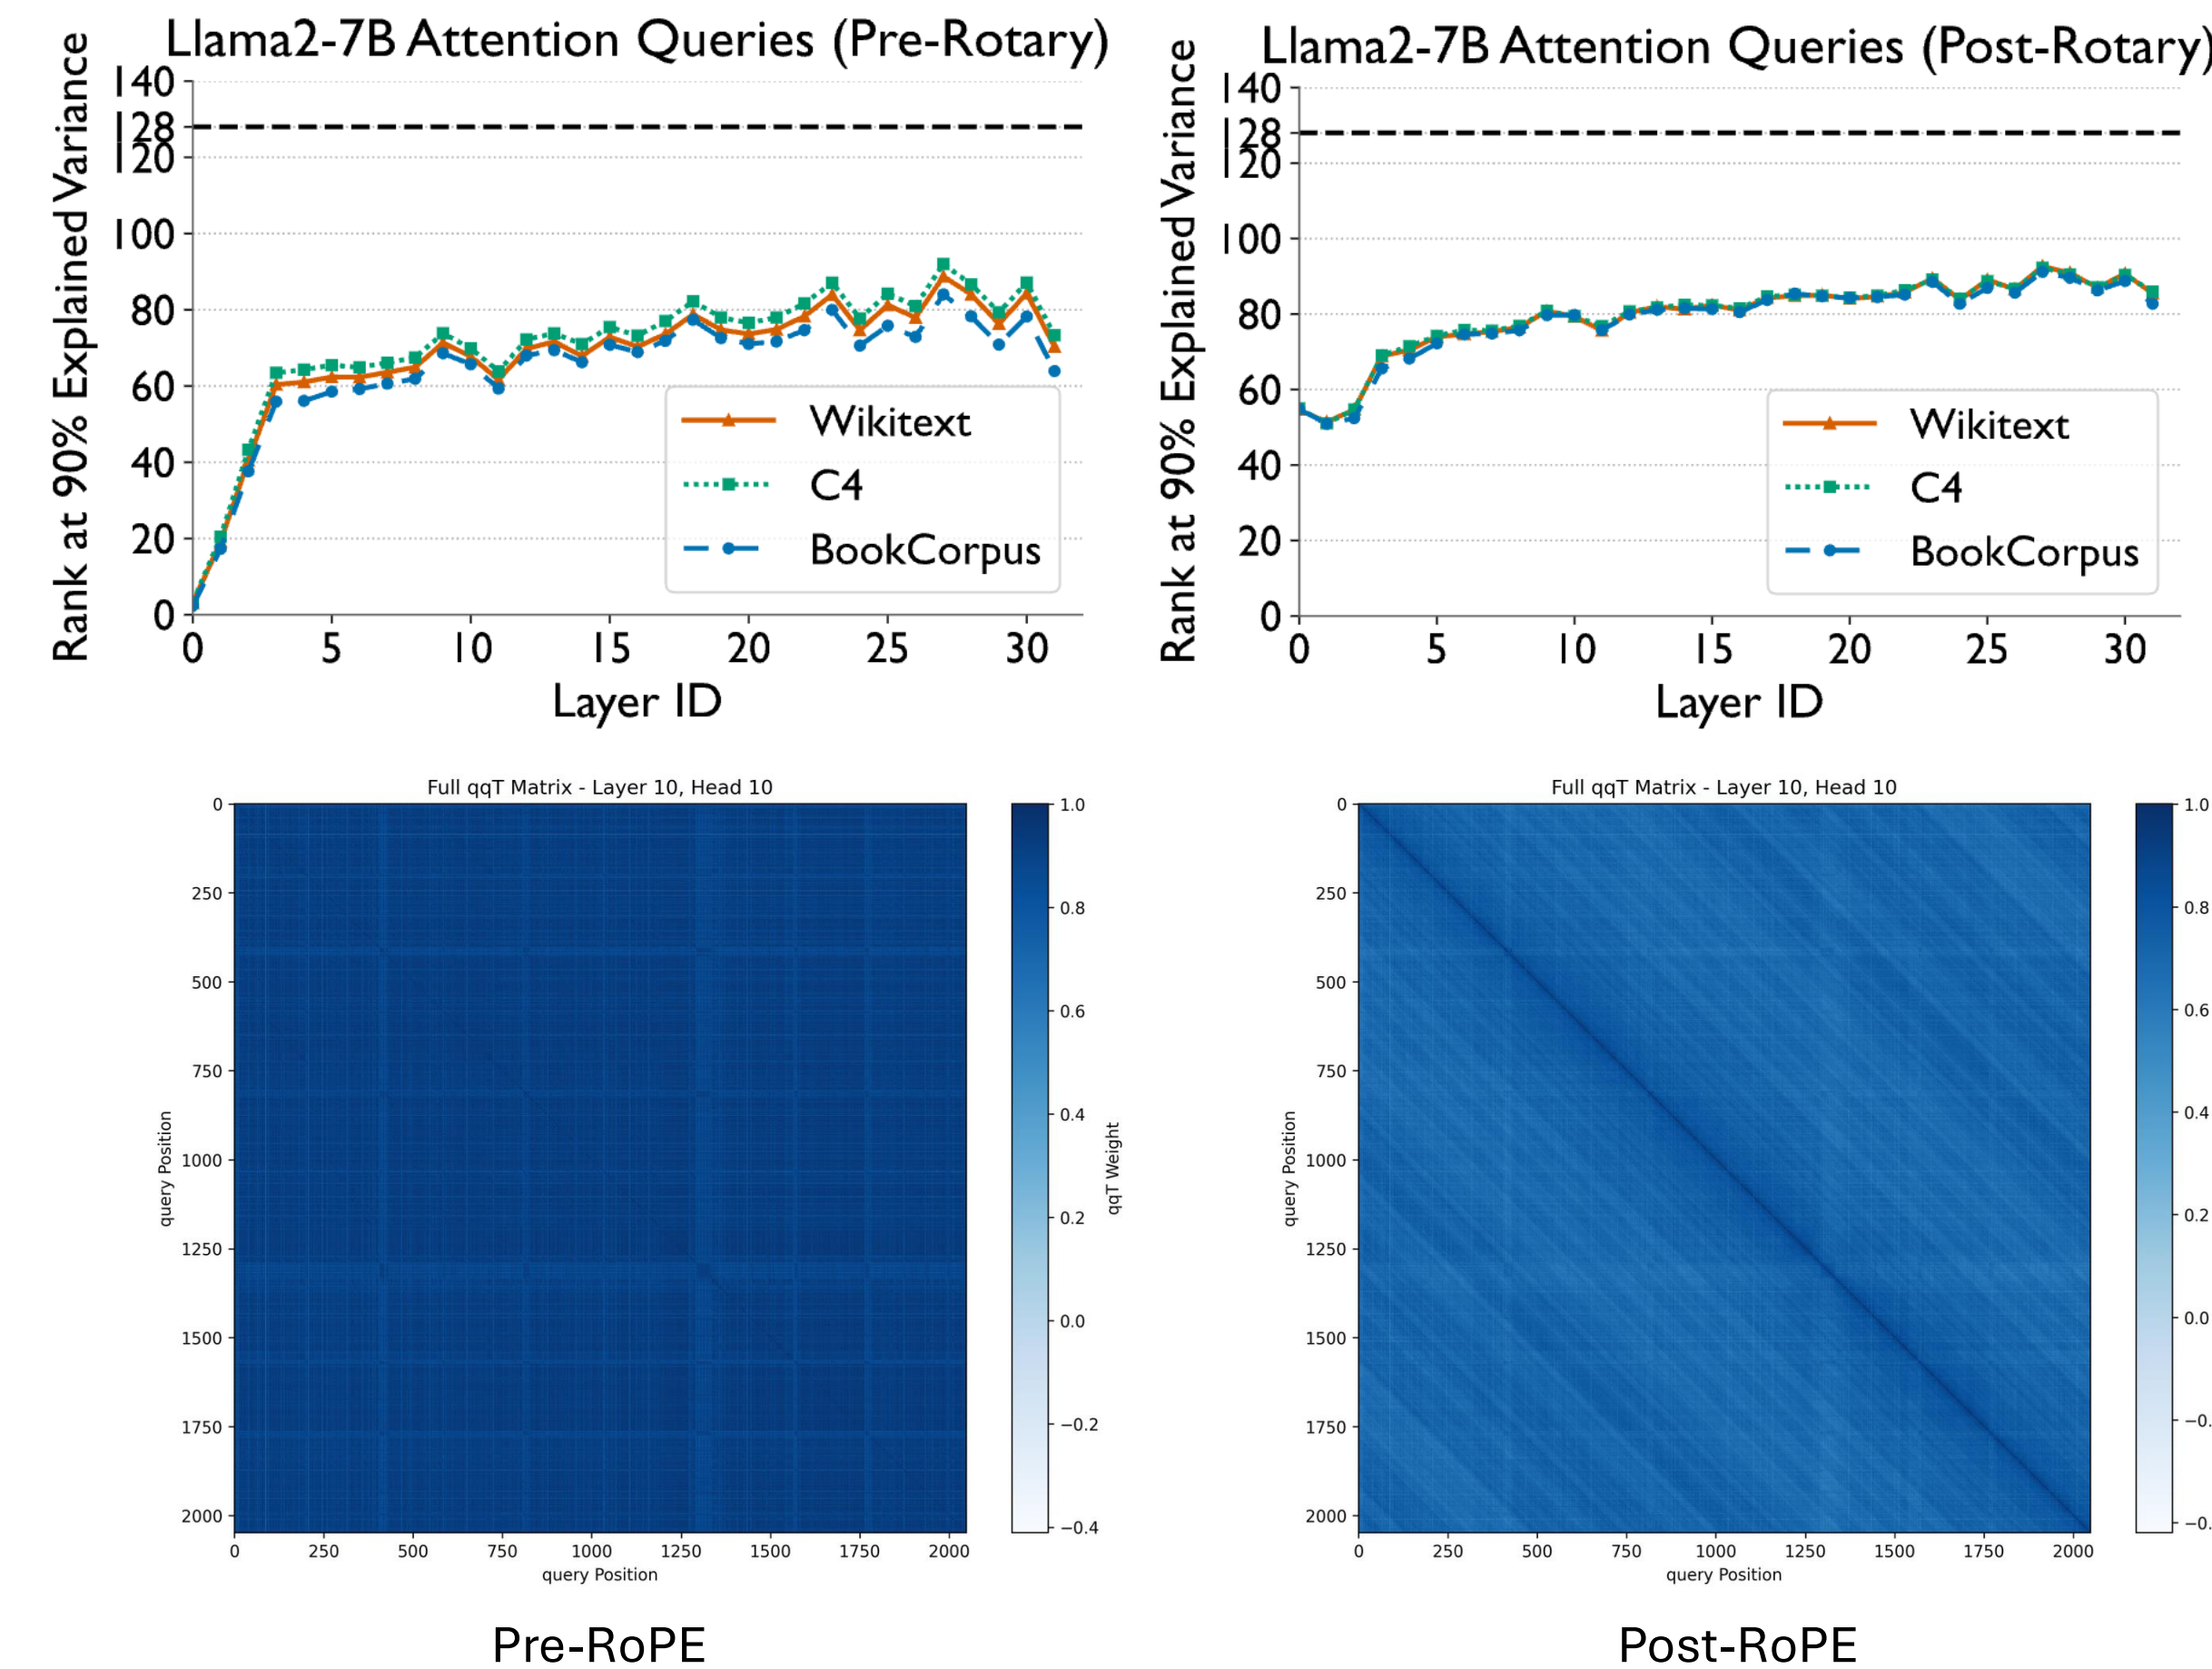 Llama2-7B Attention Queries (Pre-Rotary)
Rank at 90% Explained Variance
140
128
120
100
80
60
40
20
0
Wikitext
C4
BookCorpus
0 5 10 15 20 25 30
Layer ID
Llama2-7B Attention Queries (Post-Rotary)
Rank at 90% Explained Variance
140
128
120
100
80
60
40
20
0
Wikitext
C4
BookCorpus
0 5 10 15 20 25 30
Layer ID
Full qqT Matrix - Layer 10, Head 10
query Position
0
250
500
750
1000
1250
1500
1750
2000
0 250 500 750 1000 1250 1500 1750 2000
query Position
1.0
0.8
0.6
0.4
0.2
0.0
−0.2
−0.4
qqT Weight
Pre-RoPE
Full qqT Matrix - Layer 10, Head 10
query Position
0
250
500
750
1000
1250
1500
1750
2000
0 250 500 750 1000 1250 1500 1750 2000
query Position
1.0
0.8
0.6
0.4
0.2
0.0
Post-RoPE